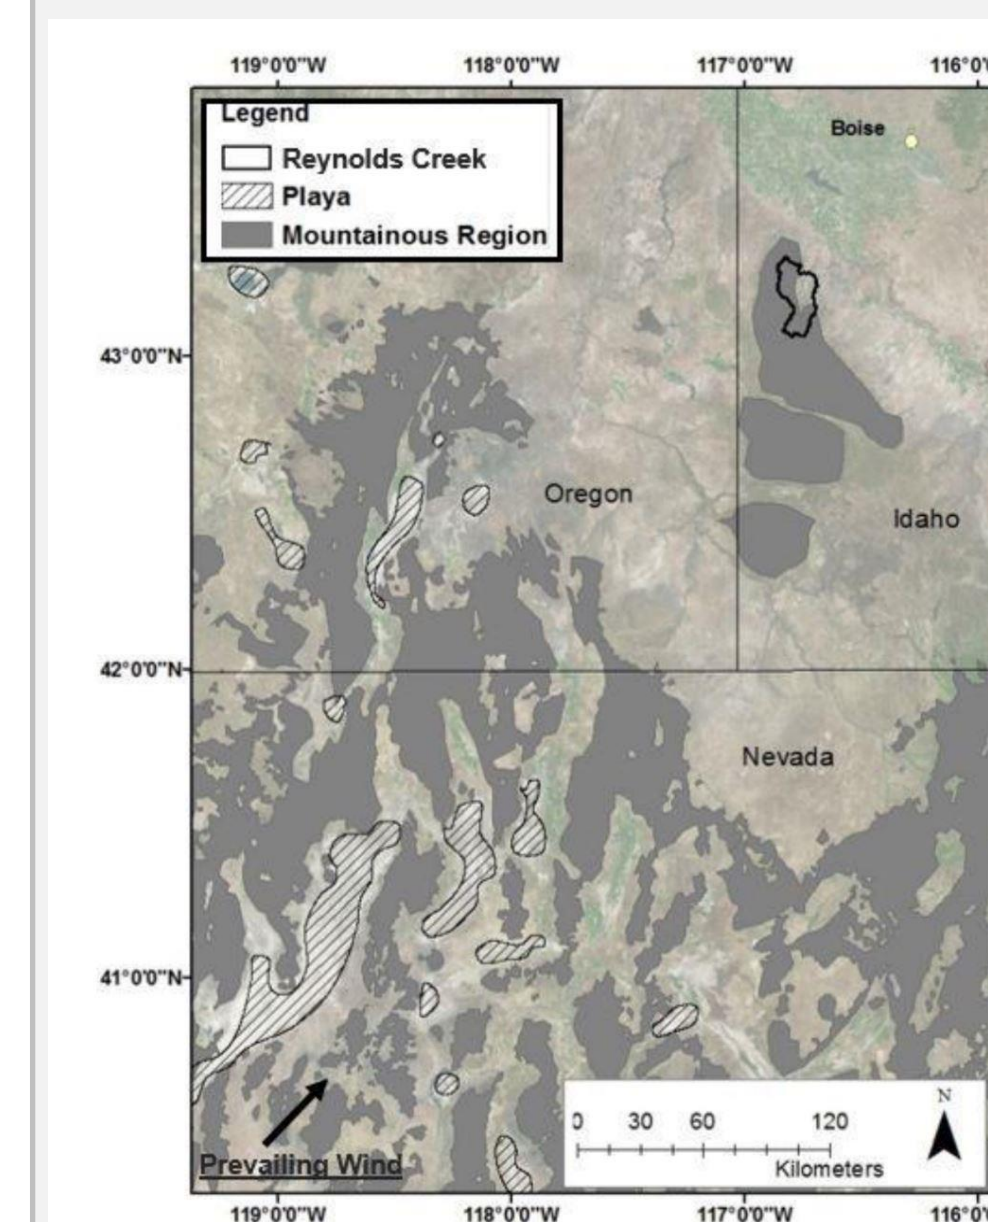 119°0'0"W 118°0'0"W 117°0'0"W 116°0'
Legend
Reynolds Creek
Playa
Mountainous Region
Boise
43°0'0"N
Oregon
Idaho
42°0'0"N
Nevada
41°0'0"N
N
0 30 60 120
Kilometers
Prevailing Wind
119°0'0"W 118°0'0"W 117°0'0"W 116°0'